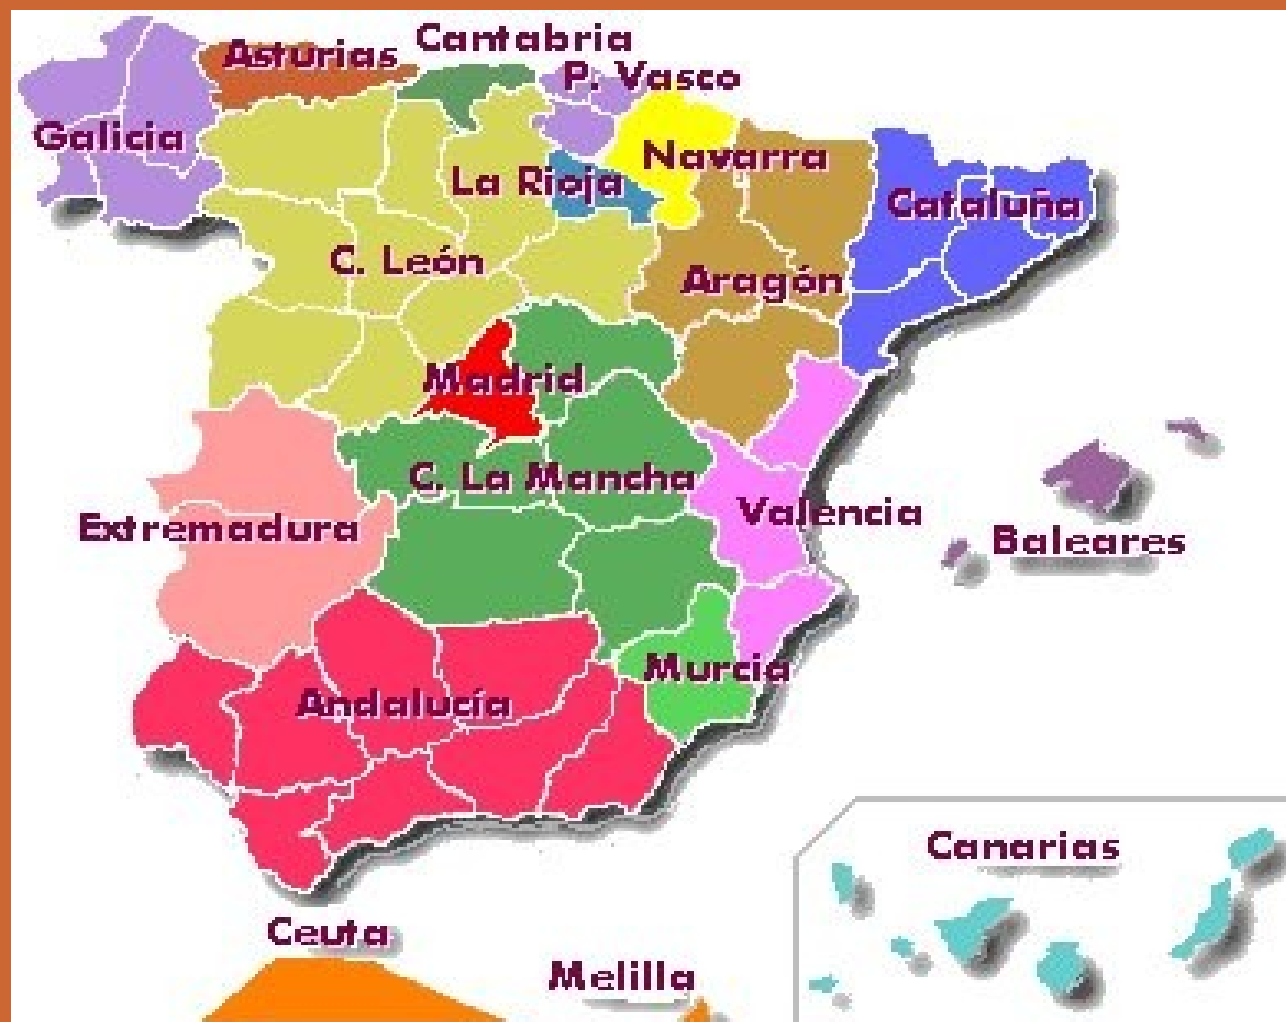 Cantabria
Asturias
P. Vasco
Galicia
Navarra
La Rioja
Cataluña
C. León
Aragón
Madrid
C. La Mancha
Valencia
Extremadura
Baleares
Murcia
Andalucía
Canarias
Ceuta
Melilla